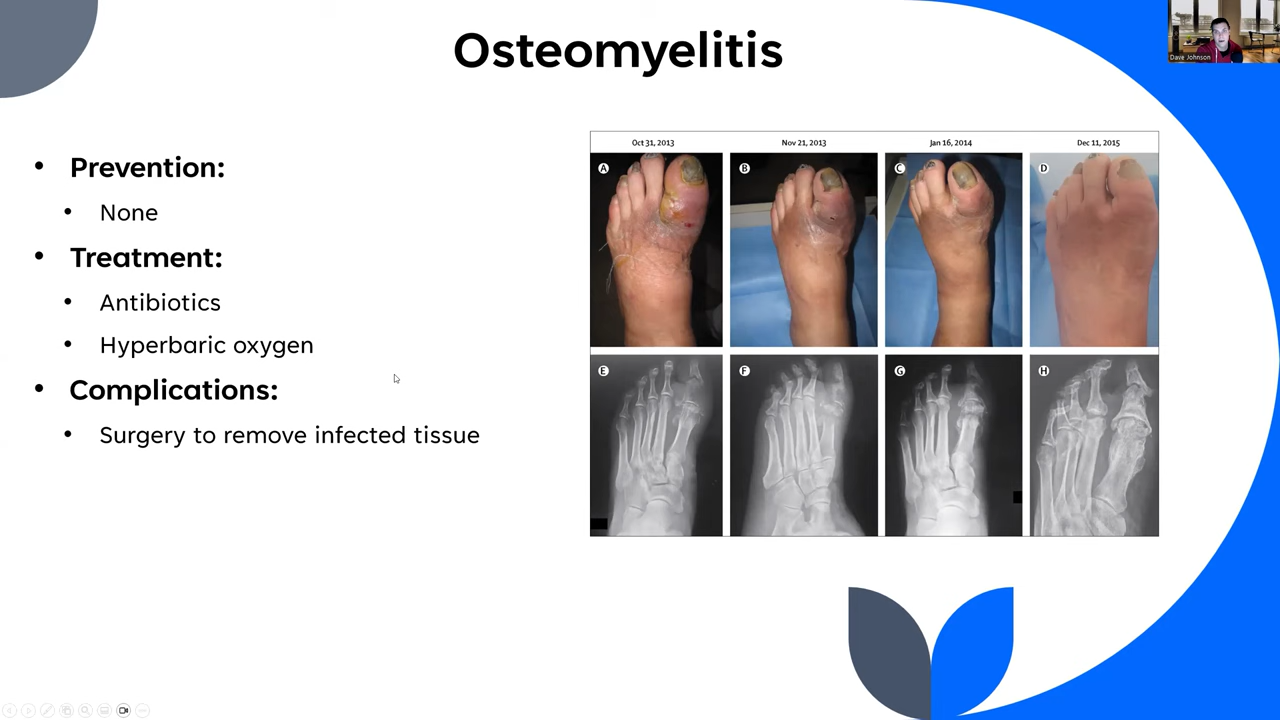 Osteomyelitis
Dave Johnson
• Prevention:
• None
• Treatment:
• Antibiotics
• Hyperbaric oxygen
• Complications:
• Surgery to remove infected tissue
Oct 31, 2013 Nov 21, 2013 Jan 16, 2014 Dec 11, 2015
A B C D
E F G H